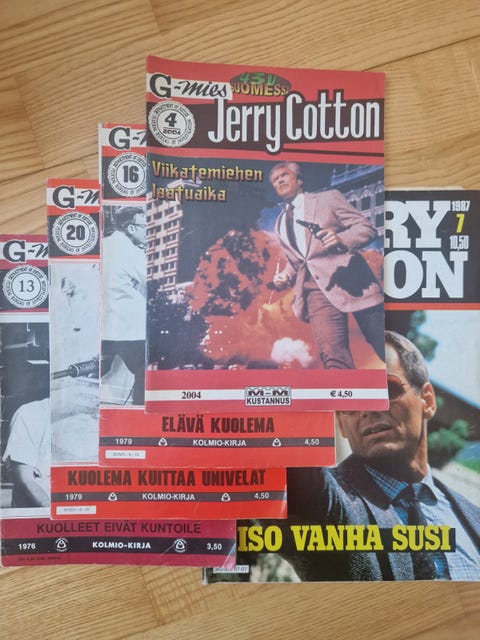 G-mies
43V
SUOMESSA
Jerry Cotton
4
2004
Viikatemiehen
laatuaika
2004
M&M
KUSTANNUS
€ 4,50
G-
16
ELÄVÄ KUOLEMA
1979
KOLMIO-KIRJA
4,50
G-
20
KUOLEMA KUITTAA UNIVELAT
1979
KOLMIO-KIRJA
4,50
G-M
13
KUOLLEET EIVÄT KUNTOILE
1976
KOLMIO-KIRJA
3,50
RY
ON
1987
7
10,50
ISO VANHA SUSI